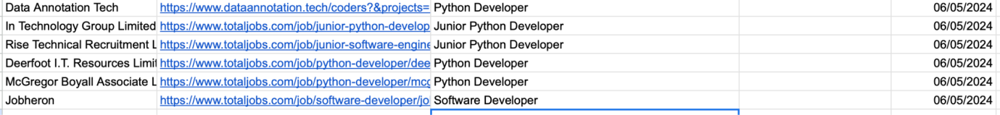 Data Annotation Tech https://www.dataannotation.tech/coders?&projects= Python Developer 06/05/2024
In Technology Group Limited https://www.totaljobs.com/job/junior-python-develop Junior Python Developer 06/05/2024
Rise Technical Recruitment L https://www.totaljobs.com/job/junior-software-engine Junior Python Developer 06/05/2024
Deerfoot I.T. Resources Limit https://www.totaljobs.com/job/python-developer/dee Python Developer 06/05/2024
McGregor Boyall Associate L https://www.totaljobs.com/job/python-developer/mcg Python Developer 06/05/2024
Jobheron https://www.totaljobs.com/job/software-developer/jo Software Developer 06/05/2024